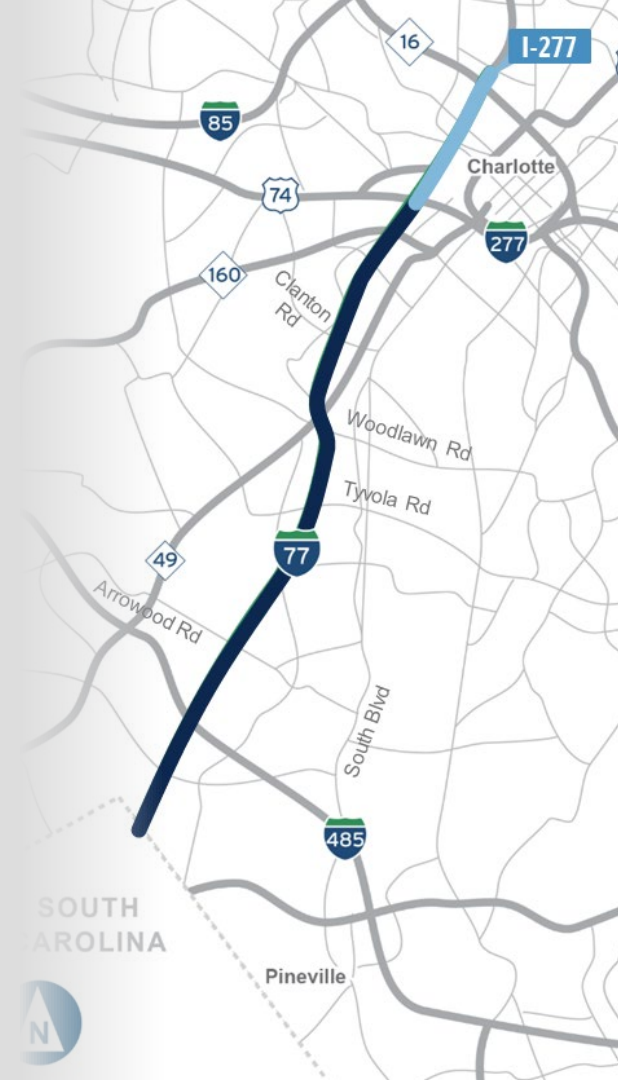 16
I-277
85
Charlotte
74
277
160
Clanton
Rd
Woodlawn Rd
Tyvola Rd
77
49
Arrowood Rd
South Blvd
485
SOUTH
AROLINA
Pineville
N